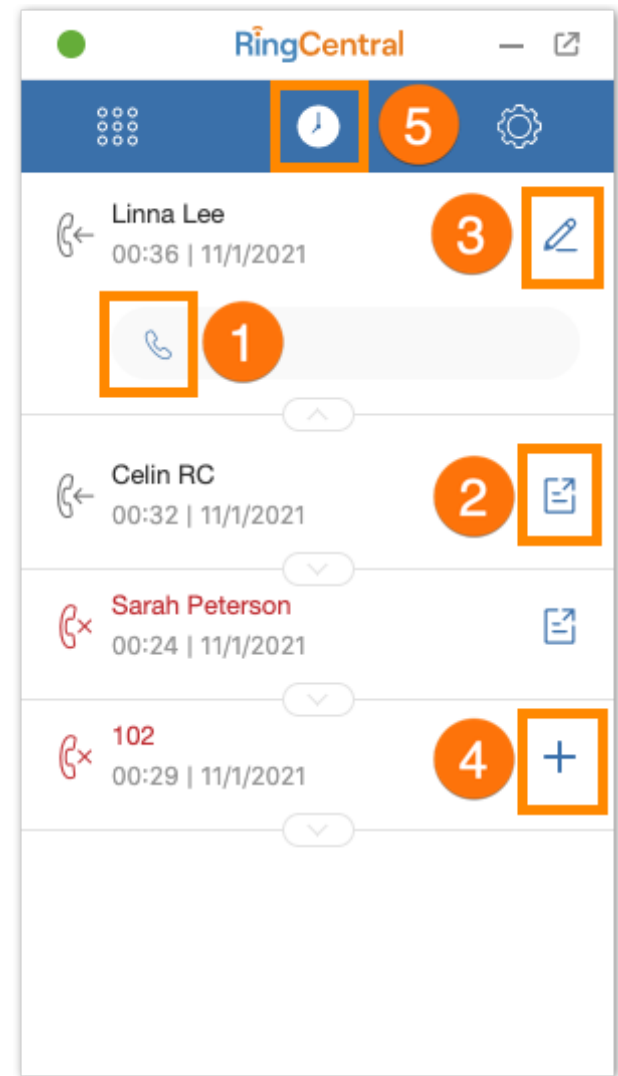 RingCentral
5
Linna Lee
00:36 | 11/1/2021
3
1
Celin RC
00:32 | 11/1/2021
2
Sarah Peterson
00:24 | 11/1/2021
102
00:29 | 11/1/2021
4